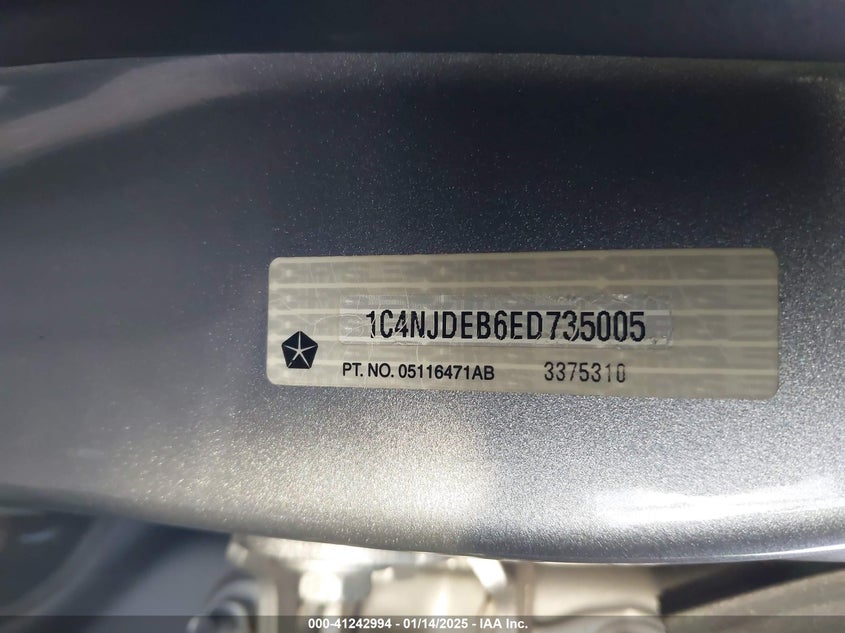 1C4NJDEB6ED735005
PT. NO. 05116471AB 3375310
000-41242994 - 01/14/2025 - IAA, Inc.